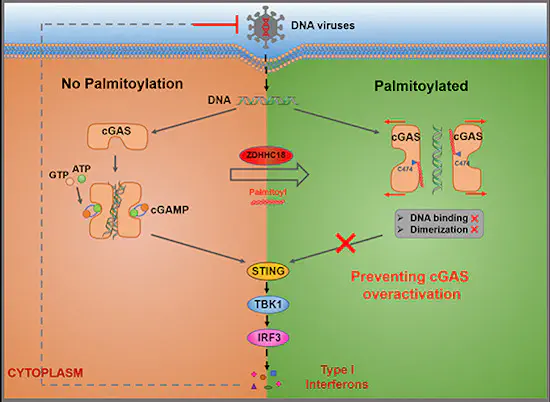 DNA viruses
No Palmitoylation
Palmitoylated
DNA
cGAS
cGAS
cGAS
ZDHHC18
C474
C474
GTP
ATP
Palmitoyl
cGAMP
DNA binding
Dimerization
STING
Preventing cGAS
overactivation
TBK1
IRF3
CYTOPLASM
Type I
Interferons